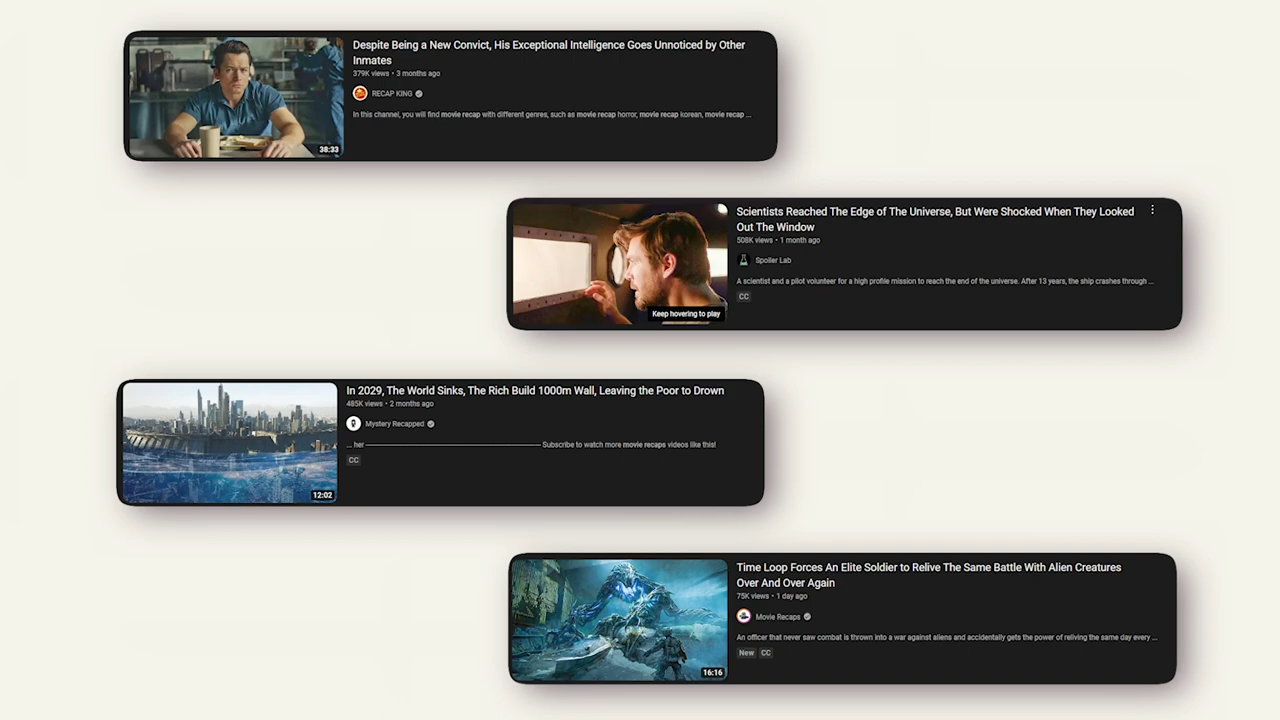 Despite Being a New Convict, His Exceptional Intelligence Goes Unnoticed by Other
Inmates
379K views • 3 months ago
RECAP KING
In this channel, you will find movie recap with different genres, such as movie recap horror, movie recap korean, movie recap ...
38:33
Scientists Reached The Edge of The Universe, But Were Shocked When They Looked
Out The Window
508K views • 1 month ago
Spoiler Lab
A scientist and a pilot volunteer for a high profile mission to reach the end of the universe. After 13 years, the ship crashes through ...
CC
Keep hovering to play
In 2029, The World Sinks, The Rich Build 1000m Wall, Leaving the Poor to Drown
485K views • 2 months ago
Mystery Recapped
... her ————————————————— Subscribe to watch more movie recaps videos like this!
CC
12:02
Time Loop Forces An Elite Soldier to Relive The Same Battle With Alien Creatures
Over And Over Again
75K views • 1 day ago
Movie Recaps
An officer that never saw combat is thrown into a war against aliens and accidentally gets the power of reliving the same day every ...
New CC
16:16